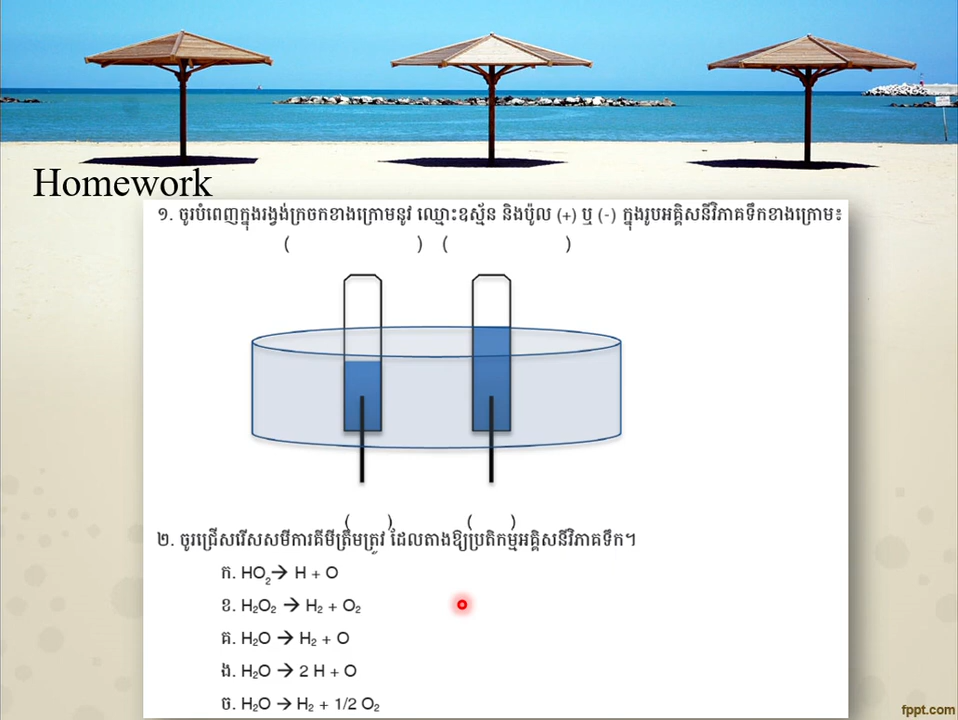 Homework
១. ចូរបំពេញក្នុងរង្វង់ក្រចកខាងក្រោមនូវ ឈ្មោះឧស្ម័ន និងប៉ូល (+) ឬ (-) ក្នុងរូបអគ្គិសនីវិភាគទឹកខាងក្រោម៖
( ) ( )
( ) ( )
២. ចូរជ្រើសរើសសមីការគីមីត្រឹមត្រូវ ដែលតាងឱ្យប្រតិកម្មអគ្គិសនីវិភាគទឹក។
ក. HO₂→ H + O
ខ. H₂O₂ → H₂ + O₂
គ. H₂O → H₂ + O
ង. H₂O → 2 H + O
ច. H₂O → H₂ + 1/2 O₂
fppt.com